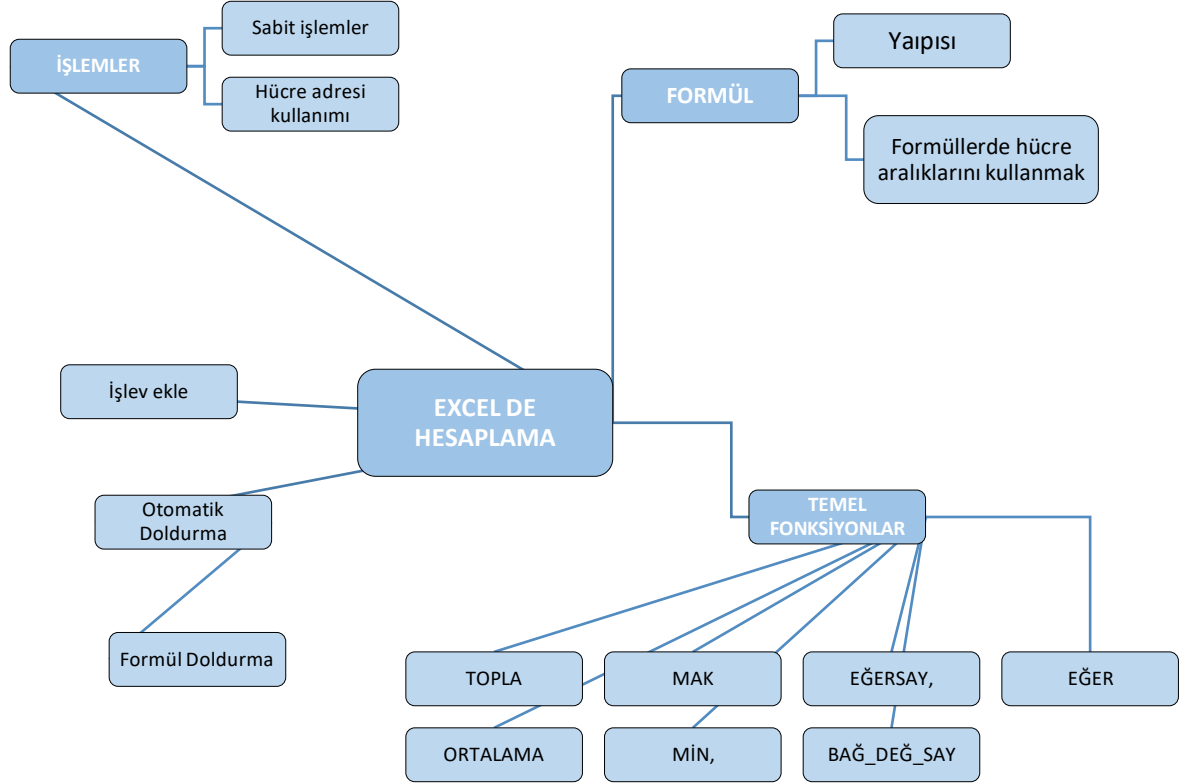 İŞLEMLER
Sabit işlemler
Hücre adresi
kullanımı
FORMÜL
Yaıpısı
Formüllerde hücre
aralıklarını kullanmak
EXCEL DE
HESAPLAMA
İşlev ekle
Otomatik
Doldurma
Formül Doldurma
TEMEL
FONKSİYONLAR
TOPLA
MAK
EĞERSAY,
EĞER
ORTALAMA
MİN,
BAĞ_DEĞ_SAY